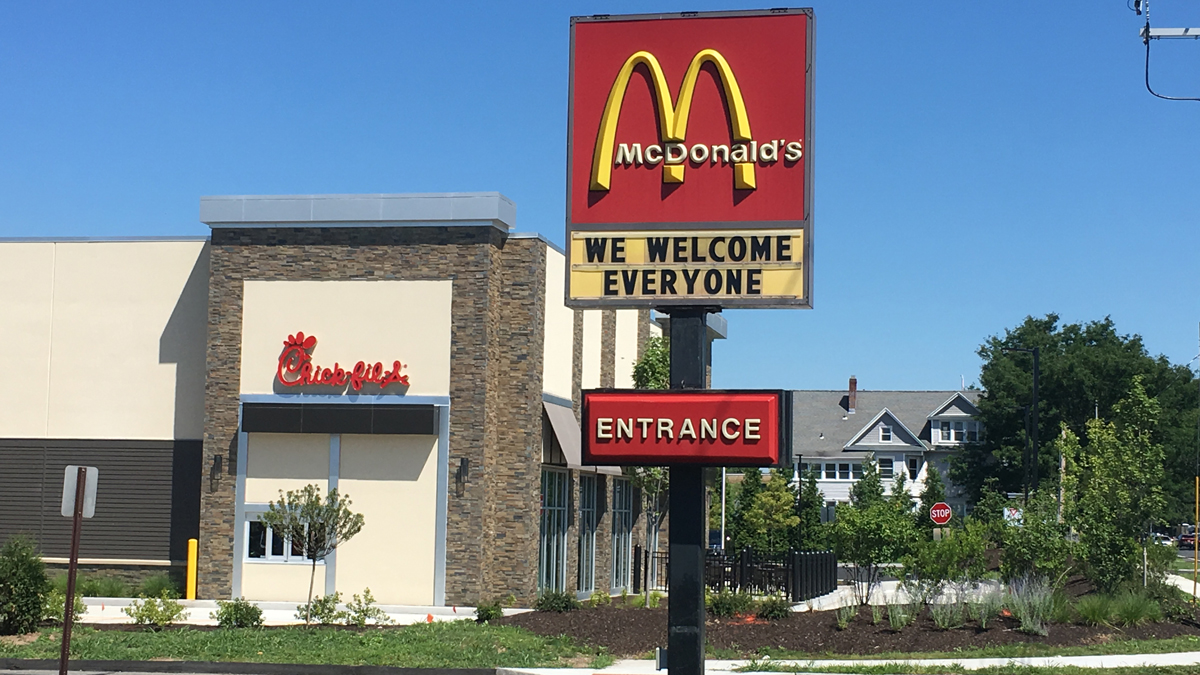 McDonald's
WE WELCOME
EVERYONE
Chick-fil-A
ENTRANCE
STOP